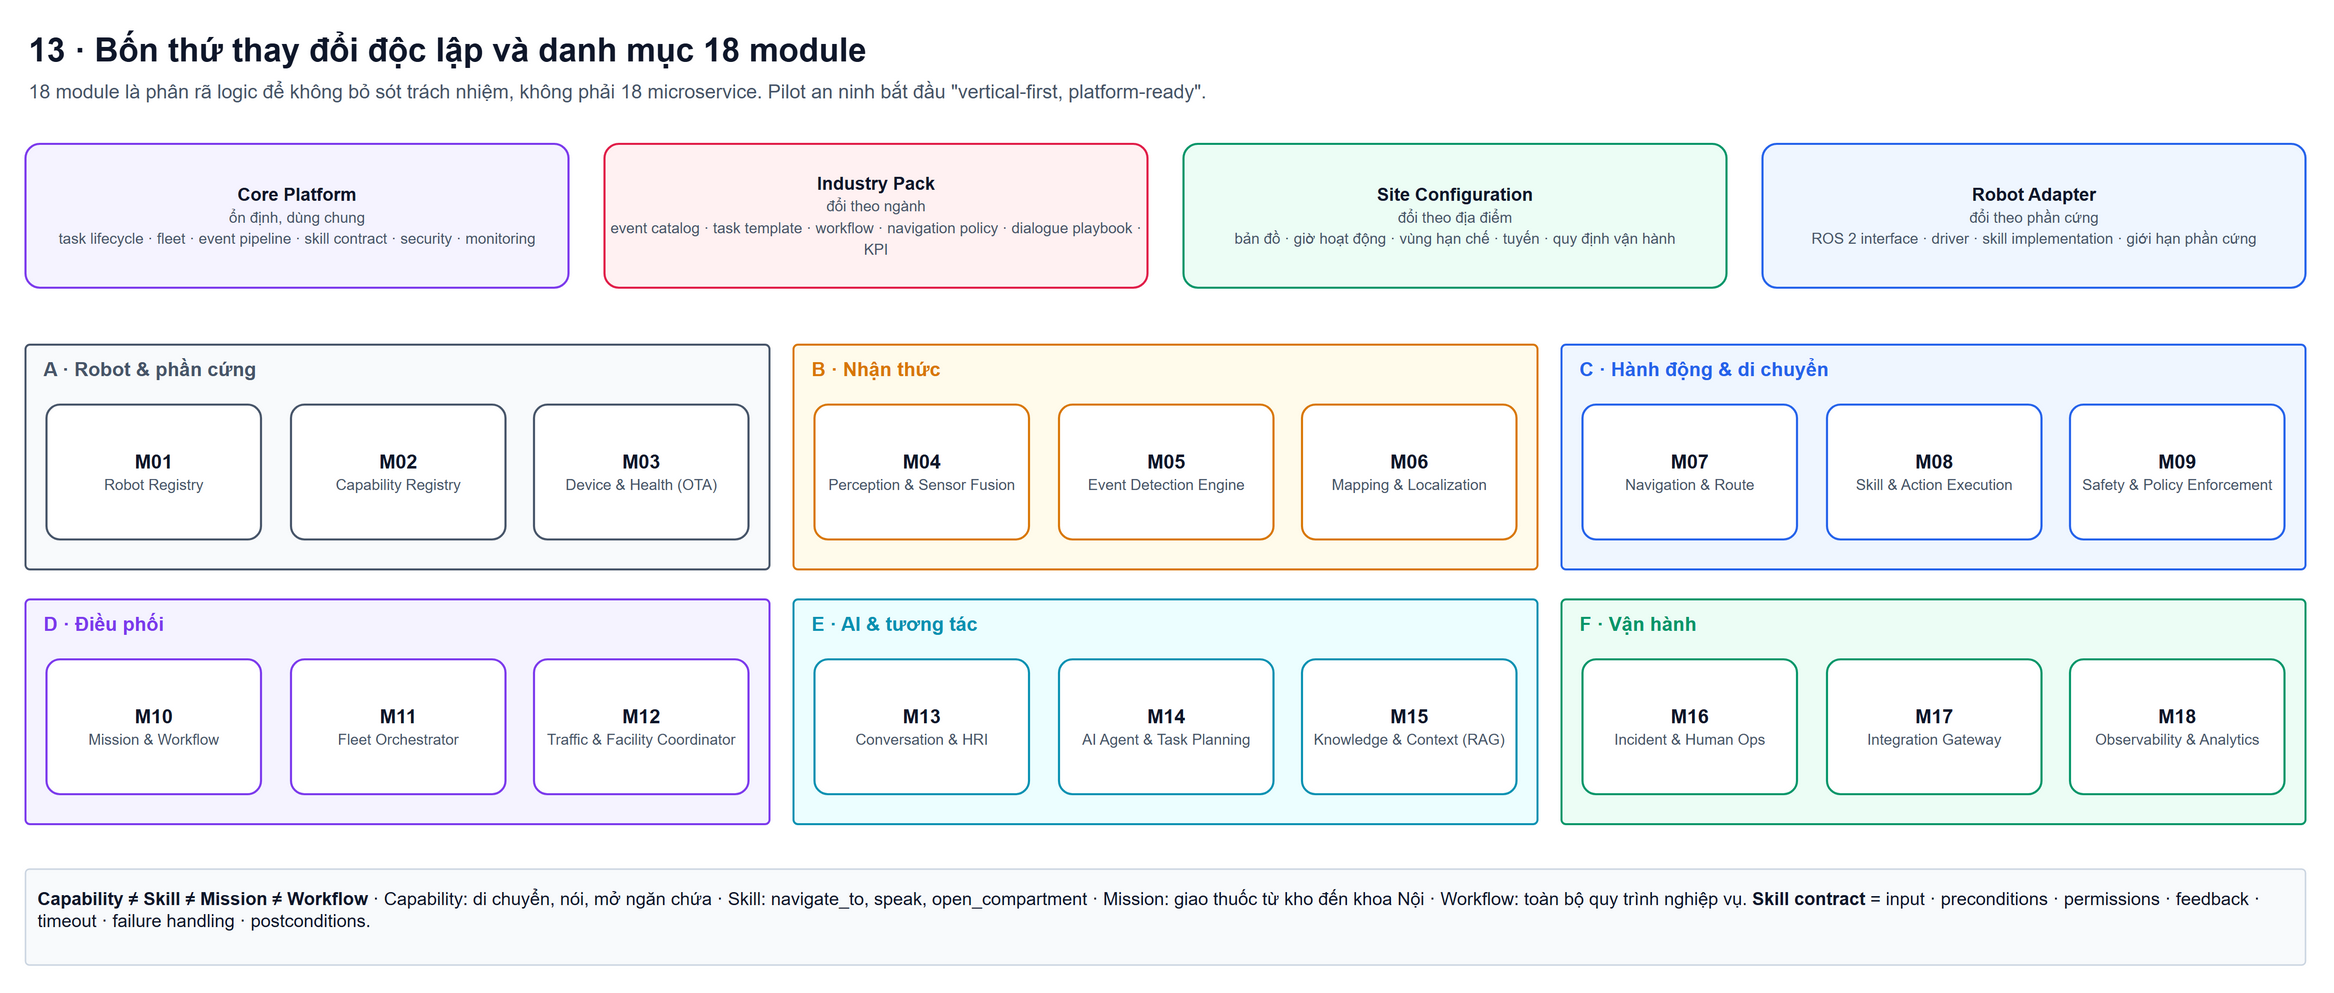 13 · Bốn thứ thay đổi độc lập và danh mục 18 module
18 module là phân rã logic để không bỏ sót trách nhiệm, không phải 18 microservice. Pilot an ninh bắt đầu "vertical-first, platform-ready".
Core Platform
ổn định, dùng chung
task lifecycle · fleet · event pipeline · skill contract · security · monitoring
Industry Pack
đổi theo ngành
event catalog · task template · workflow · navigation policy · dialogue playbook ·
KPI
Site Configuration
đổi theo địa điểm
bản đồ · giờ hoạt động · vùng hạn chế · tuyến · quy định vận hành
Robot Adapter
đổi theo phần cứng
ROS 2 interface · driver · skill implementation · giới hạn phần cứng
A · Robot & phần cứng
M01
Robot Registry
M02
Capability Registry
M03
Device & Health (OTA)
B · Nhận thức
M04
Perception & Sensor Fusion
M05
Event Detection Engine
M06
Mapping & Localization
C · Hành động & di chuyển
M07
Navigation & Route
M08
Skill & Action Execution
M09
Safety & Policy Enforcement
D · Điều phối
M10
Mission & Workflow
M11
Fleet Orchestrator
M12
Traffic & Facility Coordinator
E · AI & tương tác
M13
Conversation & HRI
M14
AI Agent & Task Planning
M15
Knowledge & Context (RAG)
F · Vận hành
M16
Incident & Human Ops
M17
Integration Gateway
M18
Observability & Analytics
Capability ≠ Skill ≠ Mission ≠ Workflow · Capability: di chuyển, nói, mở ngăn chứa · Skill: navigate_to, speak, open_compartment · Mission: giao thuốc từ kho đến khoa Nội · Workflow: toàn bộ quy trình nghiệp vụ. Skill contract = input · preconditions · permissions · feedback ·
timeout · failure handling · postconditions.